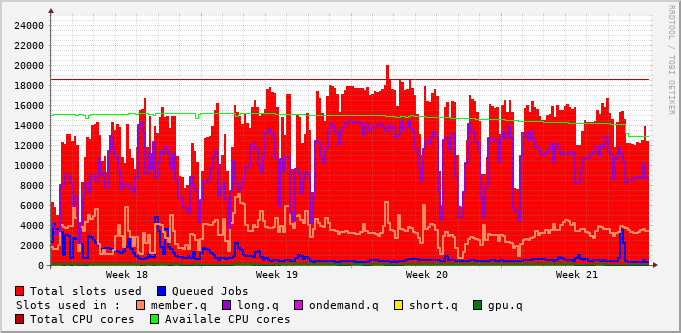 24000
22000
20000
18000
16000
14000
12000
10000
8000
6000
4000
2000
0
Week 18 Week 19 Week 20 Week 21
Total slots used Queued Jobs
Slots used in : member.q long.q ondemand.q short.q gpu.q
Total CPU cores Availale CPU cores
RRDTOOL / TOBI OETIKER